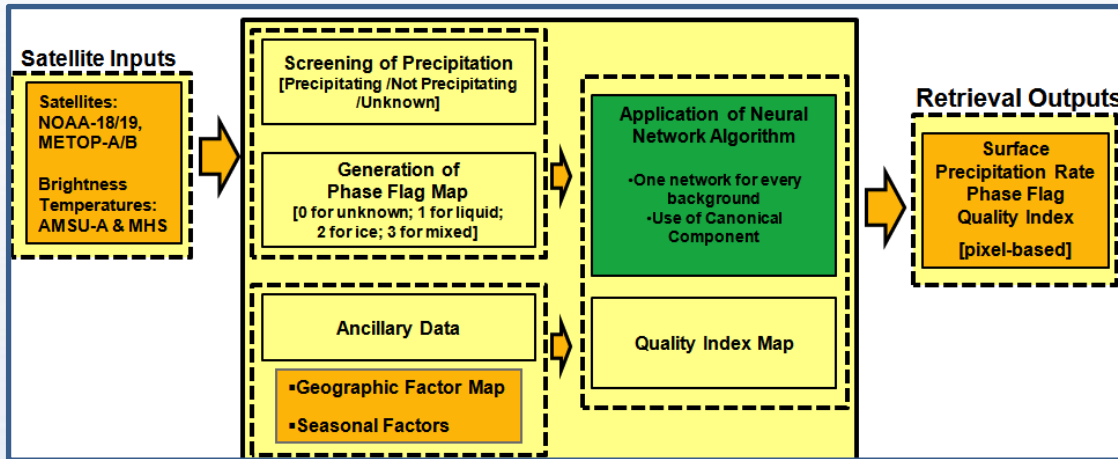 Satellite Inputs
Satellites:
NOAA-18/19,
METOP-A/B
Brightness
Temperatures:
AMSU-A & MHS
Screening of Precipitation
[Precipitating /Not Precipitating
/Unknown]
Generation of
Phase Flag Map
[0 for unknown; 1 for liquid;
2 for ice; 3 for mixed]
Ancillary Data
▪Geographic Factor Map
▪Seasonal Factors
Application of Neural
Network Algorithm
•One network for every
background
•Use of Canonical
Component
Quality Index Map
Retrieval Outputs
Surface
Precipitation Rate
Phase Flag
Quality Index
[pixel-based]